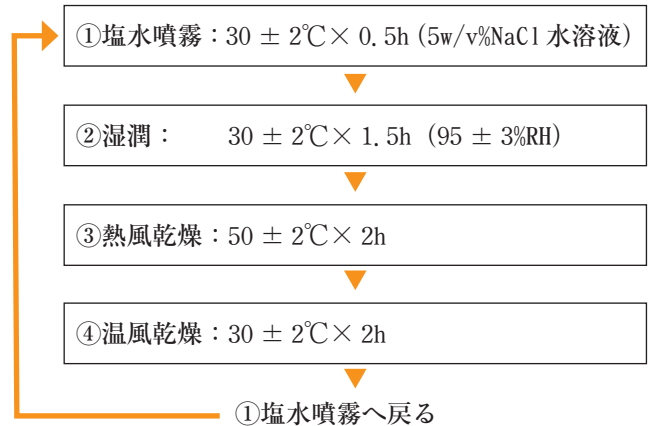 ①塩水噴霧：30 ± 2℃× 0.5h (5w/v%NaCl 水溶液)
②湿潤：　　30 ± 2℃× 1.5h (95 ± 3%RH)
③熱風乾燥：50 ± 2℃× 2h
④温風乾燥：30 ± 2℃× 2h
①塩水噴霧へ戻る